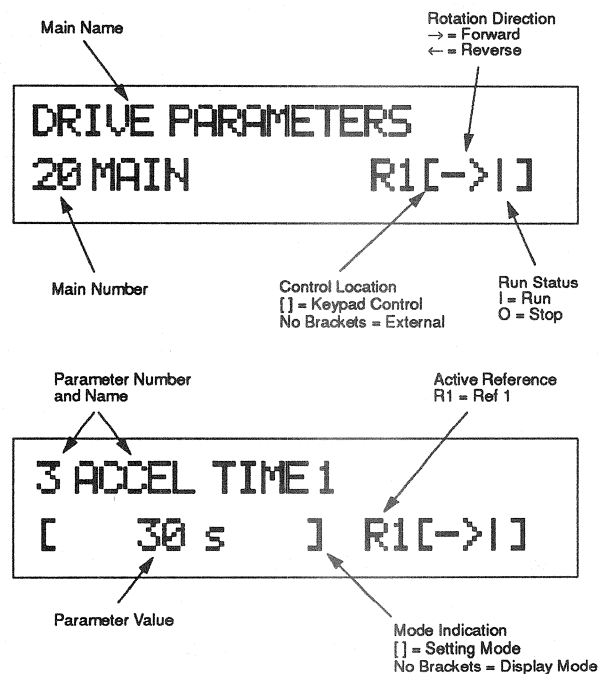 Main Name
Rotation Direction
→ = Forward
← = Reverse
DRIVE PARAMETERS
20 MAIN R1[->|]
Main Number
Control Location
[ ] = Keypad Control
No Brackets = External
Run Status
I = Run
O = Stop
Parameter Number
and Name
Active Reference
R1 = Ref 1
3 ACCEL TIME 1
[ 30 s ] R1[->|]
Parameter Value
Mode Indication
[ ] = Setting Mode
No Brackets = Display Mode